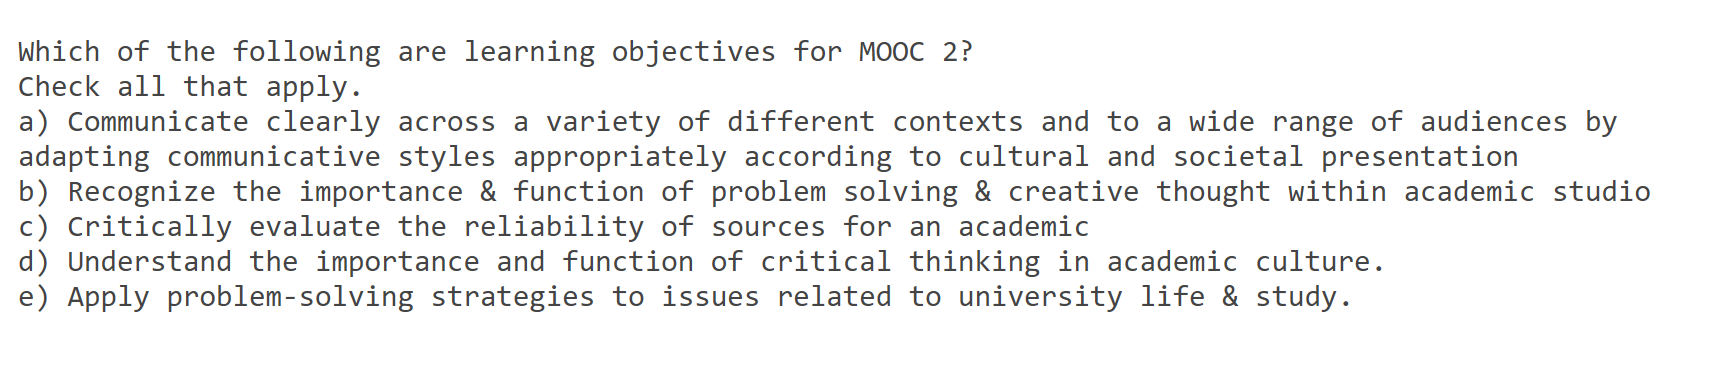 Which of the following are learning objectives for MOOC 2?
Check all that apply.
a) Communicate clearly across a variety of different contexts and to a wide range of audiences by
adapting communicative styles appropriately according to cultural and societal presentation
b) Recognize the importance & function of problem solving & creative thought within academic studio
c) Critically evaluate the reliability of sources for an academic
d) Understand the importance and function of critical thinking in academic culture.
e) Apply problem-solving strategies to issues related to university life & study.